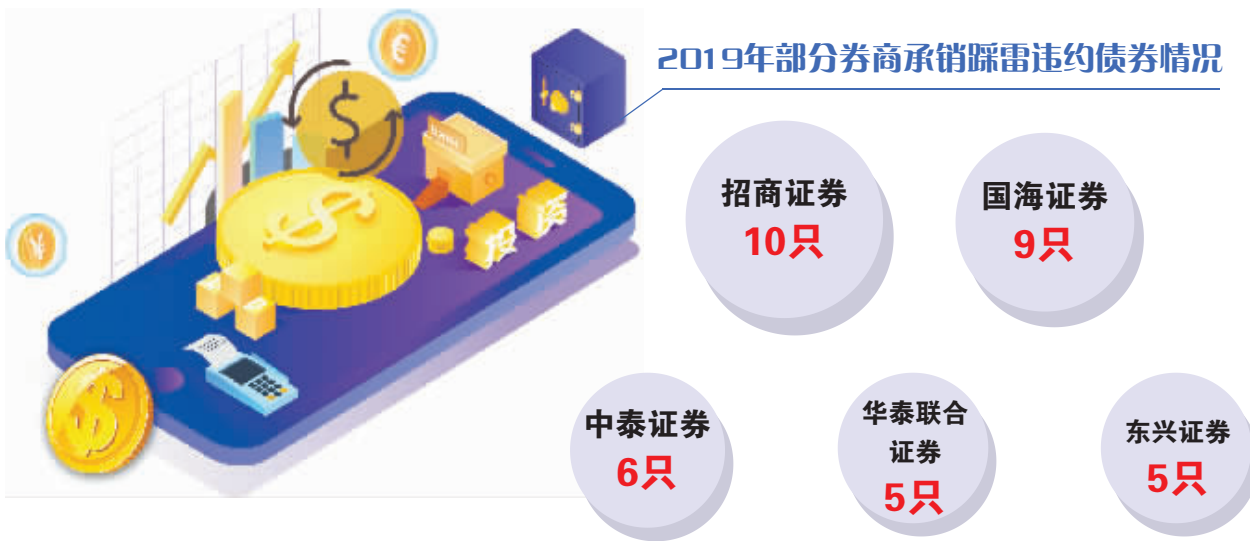 2019年部分券商承销踩雷违约债券情况
招商证券
10只
国海证券
9只
中泰证券
6只
华泰联合
证券
5只
东兴证券
5只
投资